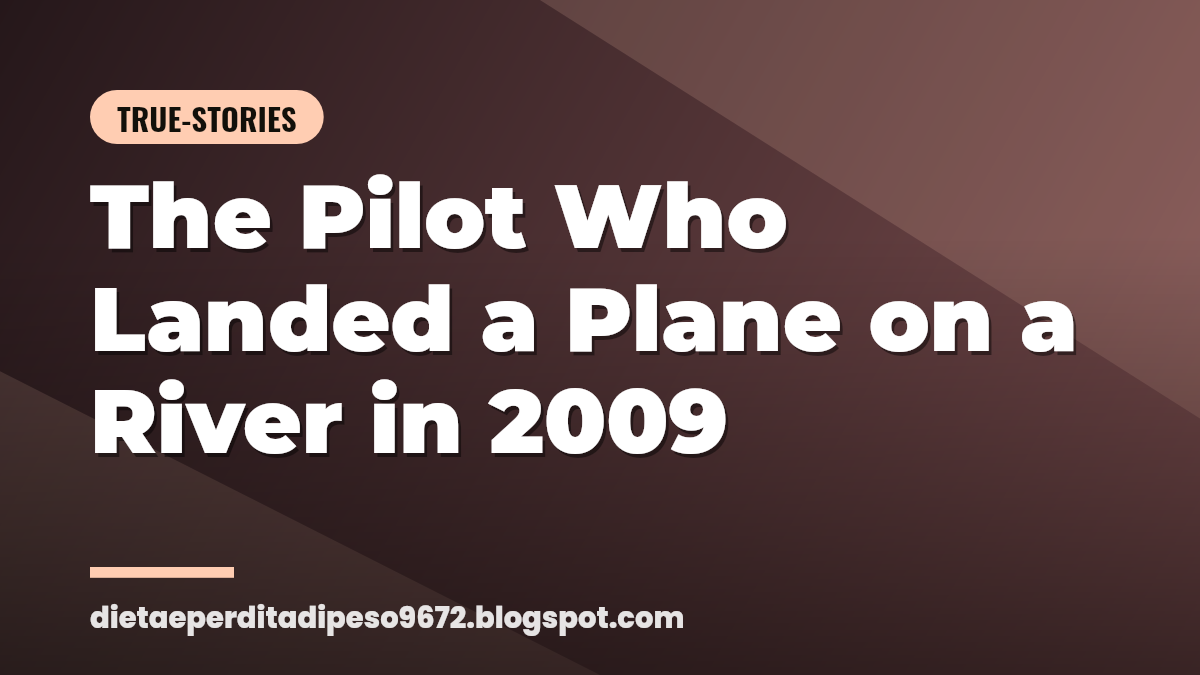 TRUE-STORIES
The Pilot Who
Landed a Plane on a
River in 2009
dietaeperditadipeso9672.blogspot.com